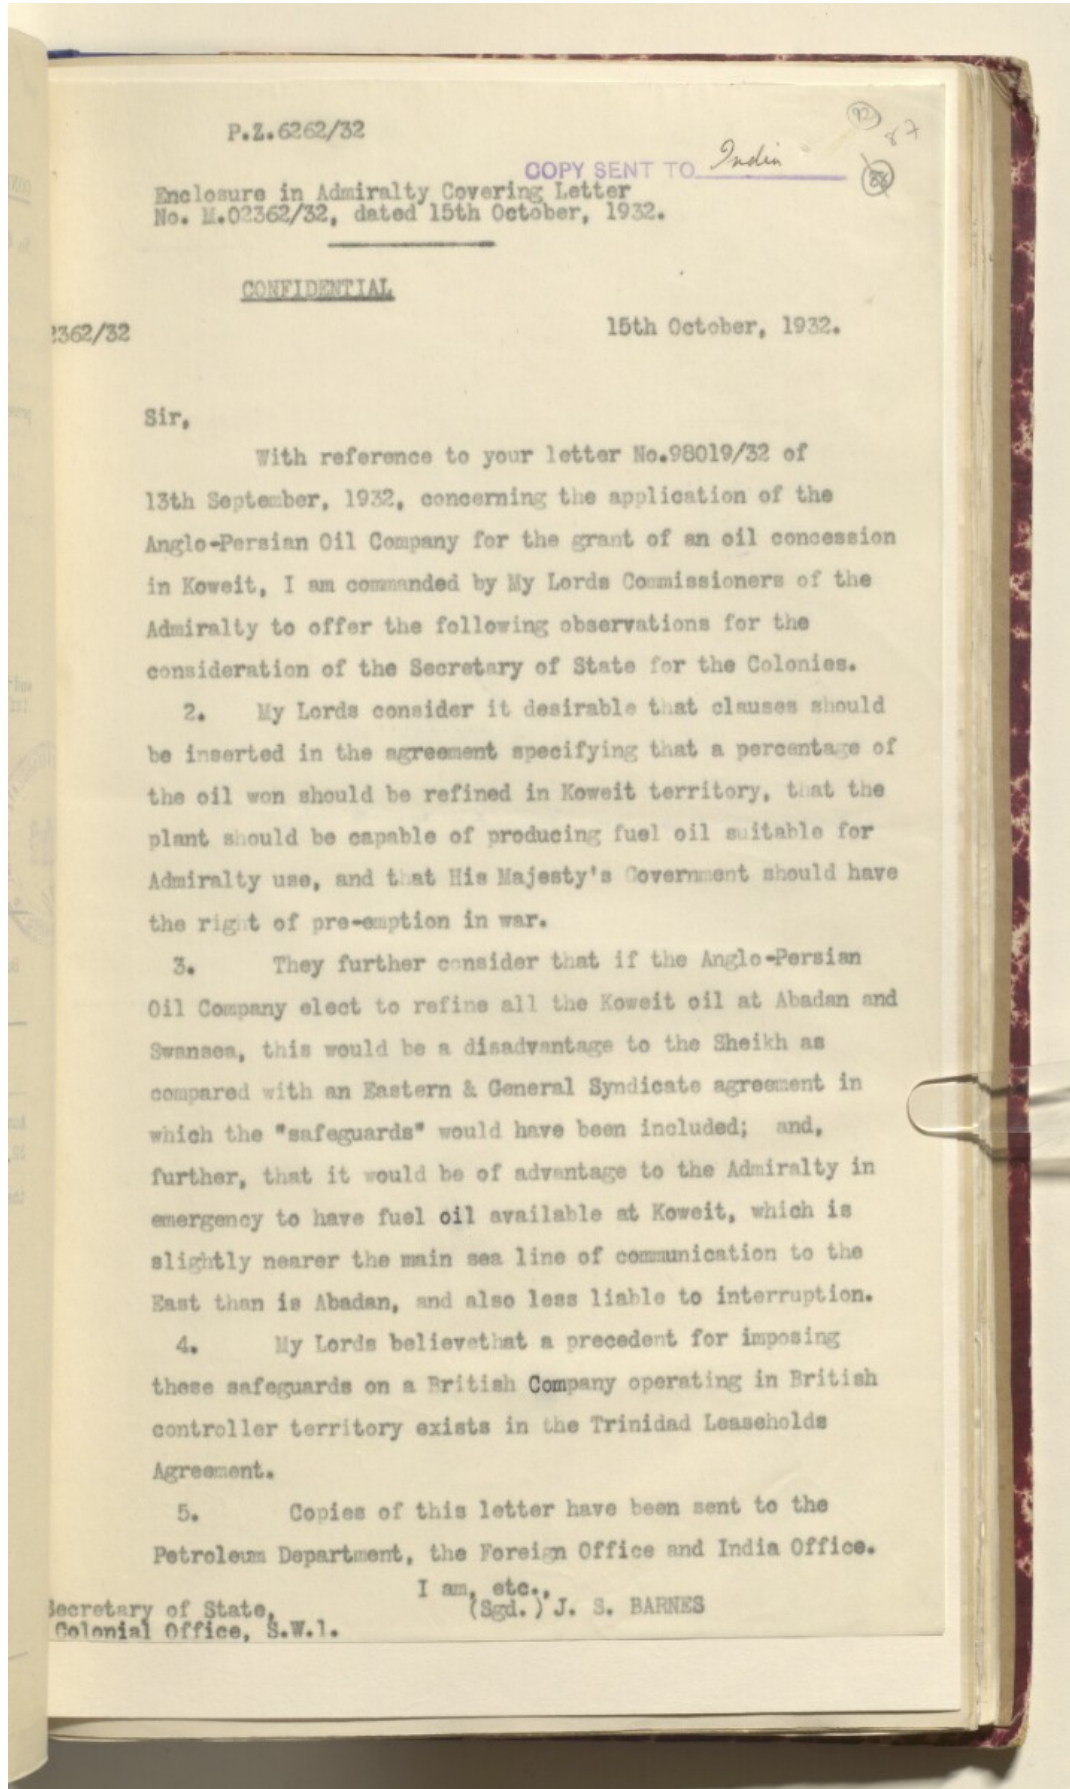 P.Z.6262/32
92
87
COPY SENT TO India
86
Enclosure in Admiralty Covering Letter
No. M.02362/32, dated 15th October, 1932.
CONFIDENTIAL
2362/32
15th October, 1932.
Sir,
With reference to your letter No.98019/32 of
13th September, 1932, concerning the application of the
Anglo-Persian Oil Company for the grant of an oil concession
in Koweit, I am commanded by My Lords Commissioners of the
Admiralty to offer the following observations for the
consideration of the Secretary of State for the Colonies.
2. My Lords consider it desirable that clauses should
be inserted in the agreement specifying that a percentage of
the oil won should be refined in Koweit territory, that the
plant should be capable of producing fuel oil suitable for
Admiralty use, and that His Majesty's Government should have
the right of pre-emption in war.
3. They further consider that if the Anglo-Persian
Oil Company elect to refine all the Koweit oil at Abadan and
Swansea, this would be a disadvantage to the Sheikh as
compared with an Eastern & General Syndicate agreement in
which the "safeguards" would have been included; and,
further, that it would be of advantage to the Admiralty in
emergency to have fuel oil available at Koweit, which is
slightly nearer the main sea line of communication to the
East than is Abadan, and also less liable to interruption.
4. My Lords believethat a precedent for imposing
these safeguards on a British Company operating in British
controller territory exists in the Trinidad Leaseholds
Agreement.
5. Copies of this letter have been sent to the
Petroleum Department, the Foreign Office and India Office.
I am, etc.,
(Sgd.) J. S. BARNES
Secretary of State,
Colonial Office, S.W.1.